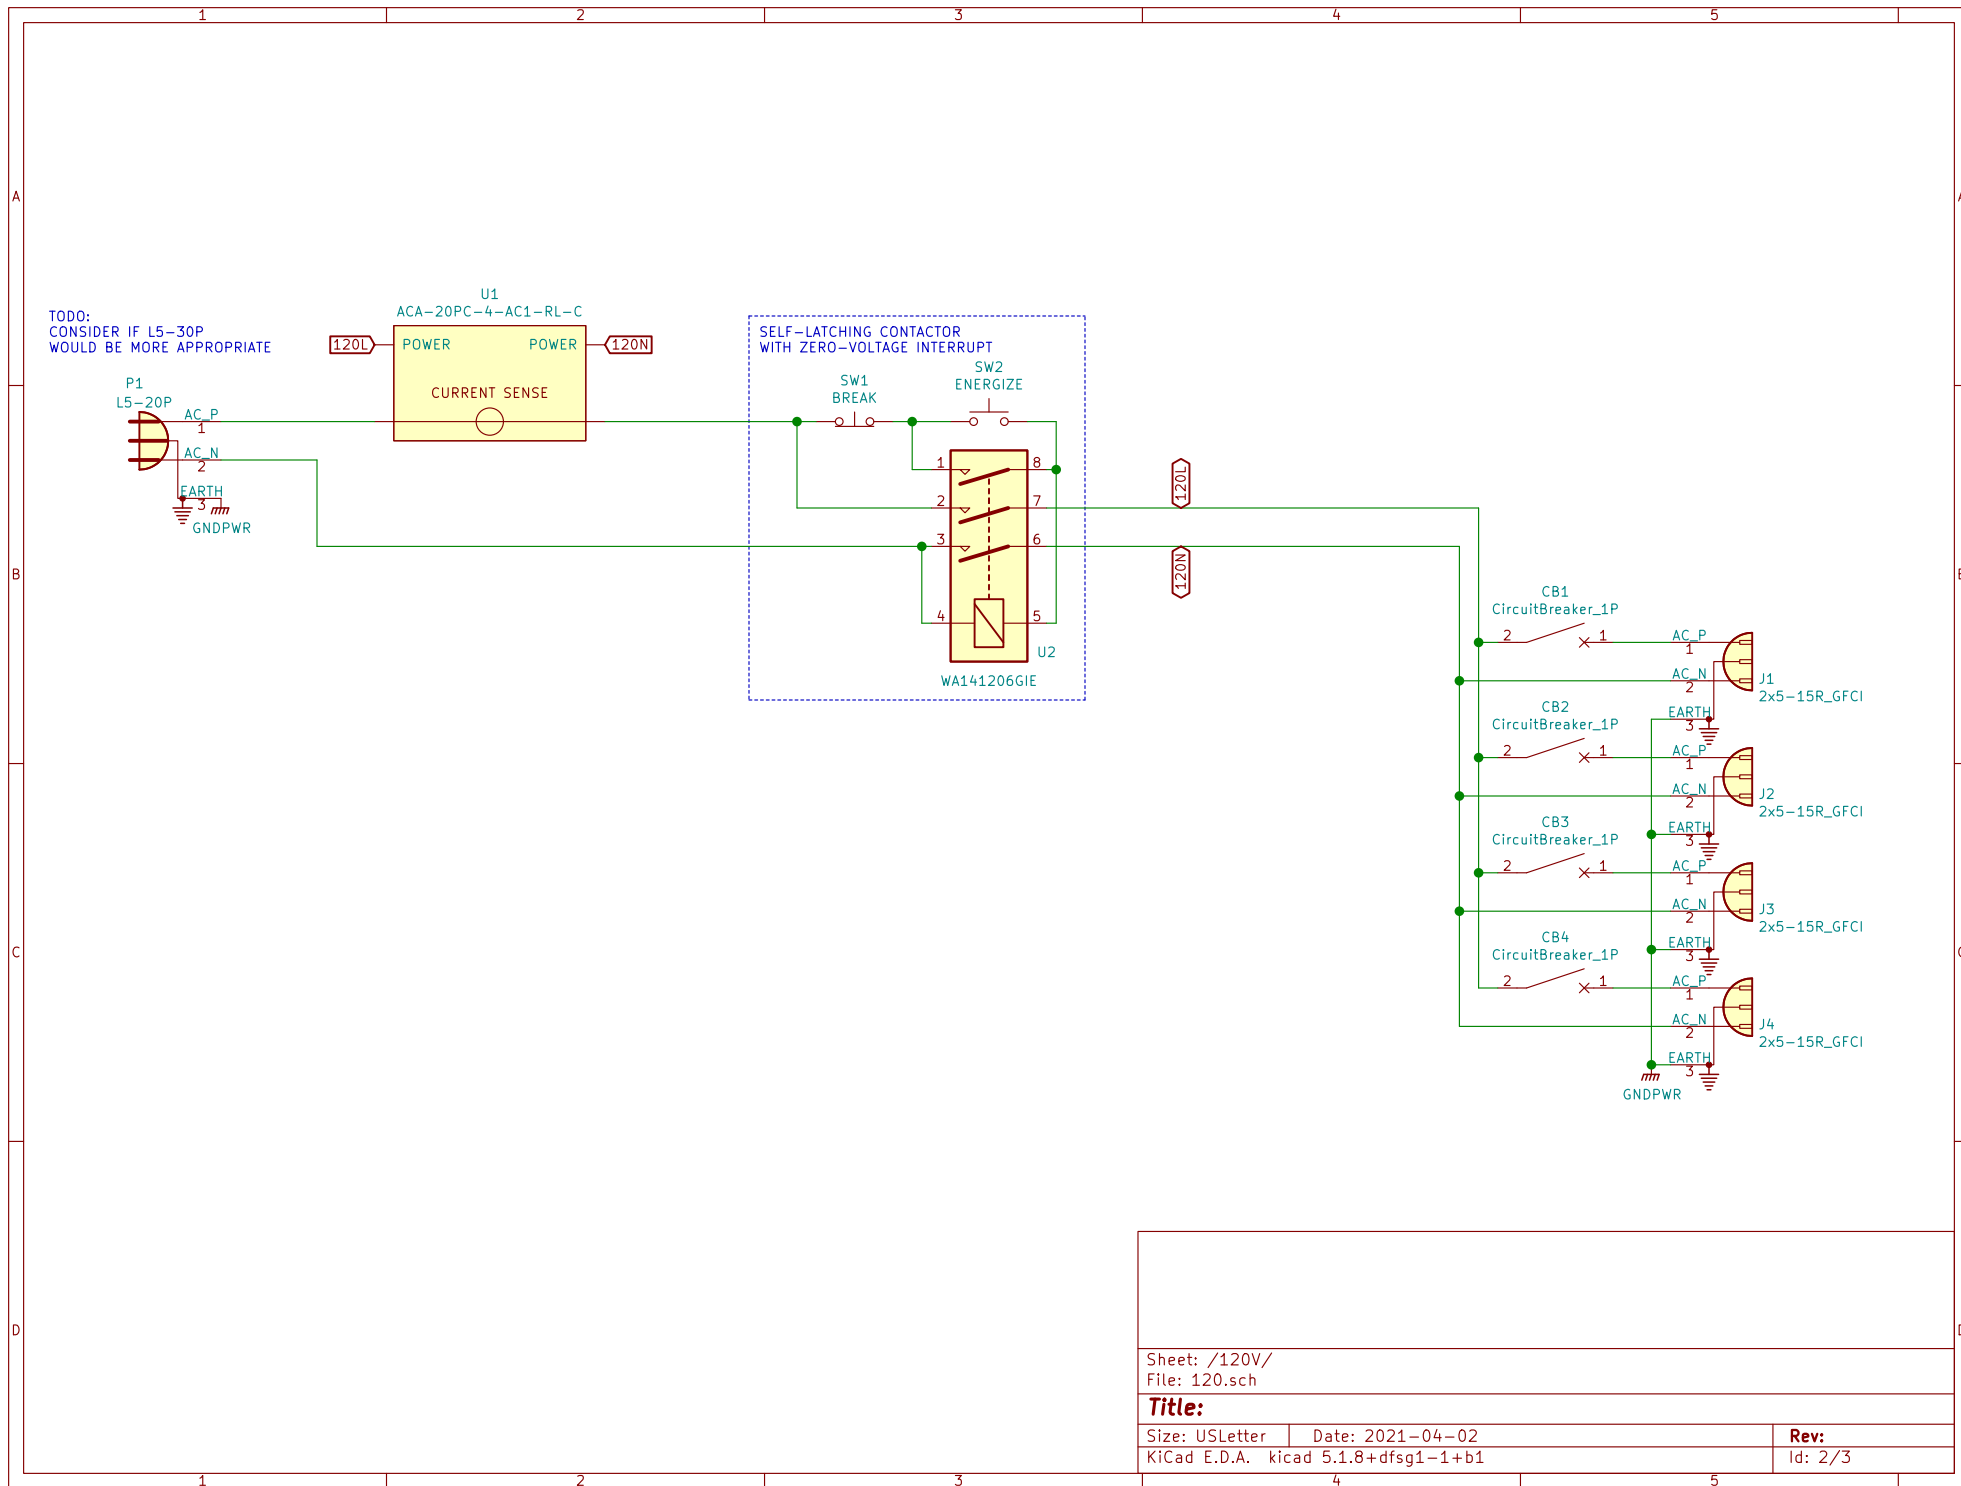 1 2 3 4 5
A
TODO:
CONSIDER IF L5-30P
WOULD BE MORE APPROPRIATE
U1
ACA-20PC-4-AC1-RL-C
120L
POWER
POWER
120N
CURRENT SENSE
P1
L5-20P
AC_P
1
AC_N
2
EARTH
3
GNDPWR
SELF-LATCHING CONTACTOR
WITH ZERO-VOLTAGE INTERRUPT
SW1
BREAK
SW2
ENERGIZE
1 8
2 7
3 6
4 5
U2
WA141206GIE
120L
120N
B
CB1
CircuitBreaker_1P
2 1
AC_P
1
AC_N
2
J1
2x5-15R_GFCI
EARTH
3
CB2
CircuitBreaker_1P
2 1
AC_P
1
AC_N
2
J2
2x5-15R_GFCI
EARTH
3
CB3
CircuitBreaker_1P
2 1
AC_P
1
AC_N
2
J3
2x5-15R_GFCI
EARTH
3
C
CB4
CircuitBreaker_1P
2 1
AC_P
1
AC_N
2
J4
2x5-15R_GFCI
EARTH
3
GNDPWR
D
Sheet: /120V/
File: 120.sch
Title:
Size: USLetter Date: 2021-04-02 Rev:
KiCad E.D.A. kicad 5.1.8+dfsg1-1+b1 Id: 2/3
1 2 3 4 5